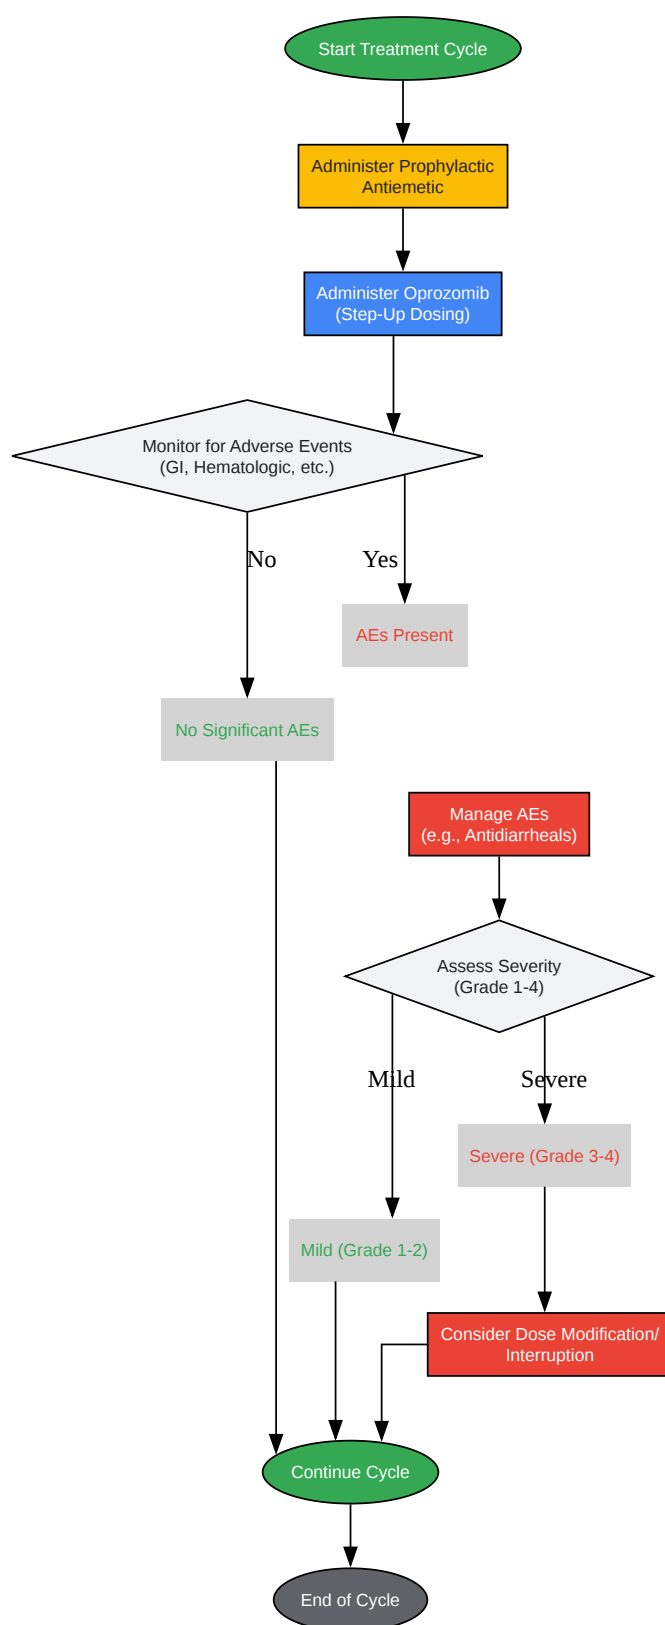 Start Treatment Cycle
Administer Prophylactic
Antiemetic
Administer Oprozomib
(Step-Up Dosing)
Monitor for Adverse Events
(GI, Hematologic, etc.)
No
Yes
AEs Present
No Significant AEs
Manage AEs
(e.g., Antidiarrheals)
Assess Severity
(Grade 1-4)
Mild
Severe
Severe (Grade 3-4)
Mild (Grade 1-2)
Consider Dose Modification/
Interruption
Continue Cycle
End of Cycle